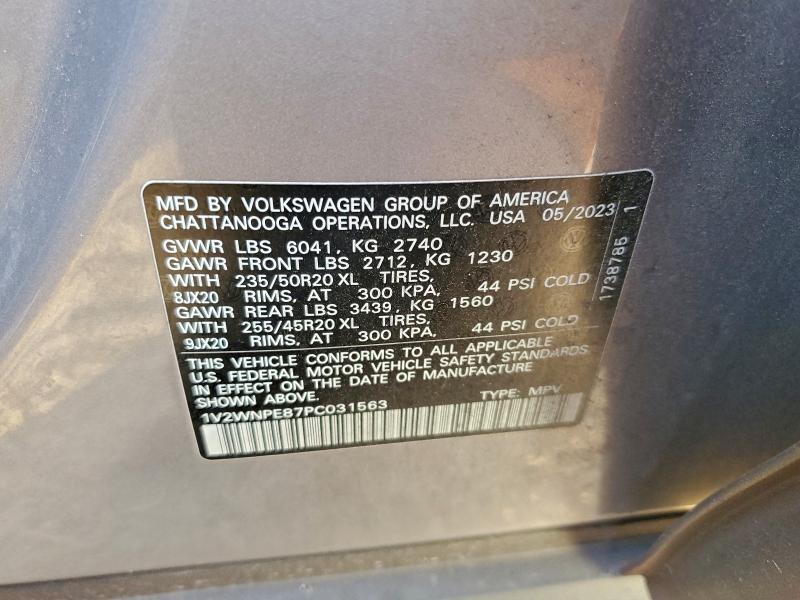 MFD BY VOLKSWAGEN GROUP OF AMERICA
CHATTANOOGA OPERATIONS, LLC. USA 05/2023
GVWR LBS 6041, KG 2740
GAWR FRONT LBS 2712, KG 1230
WITH 235/50R20 XL TIRES,
8JX20 RIMS, AT 300 KPA, 44 PSI COLD
GAWR REAR LBS 3439, KG 1560
WITH 255/45R20 XL TIRES,
9JX20 RIMS, AT 300 KPA, 44 PSI COLD
THIS VEHICLE CONFORMS TO ALL APPLICABLE
U.S. FEDERAL MOTOR VEHICLE SAFETY STANDARDS
IN EFFECT ON THE DATE OF MANUFACTURE
SHOWN ABOVE. TYPE: MPV
1V2WNPE87PC031563
1738785 1